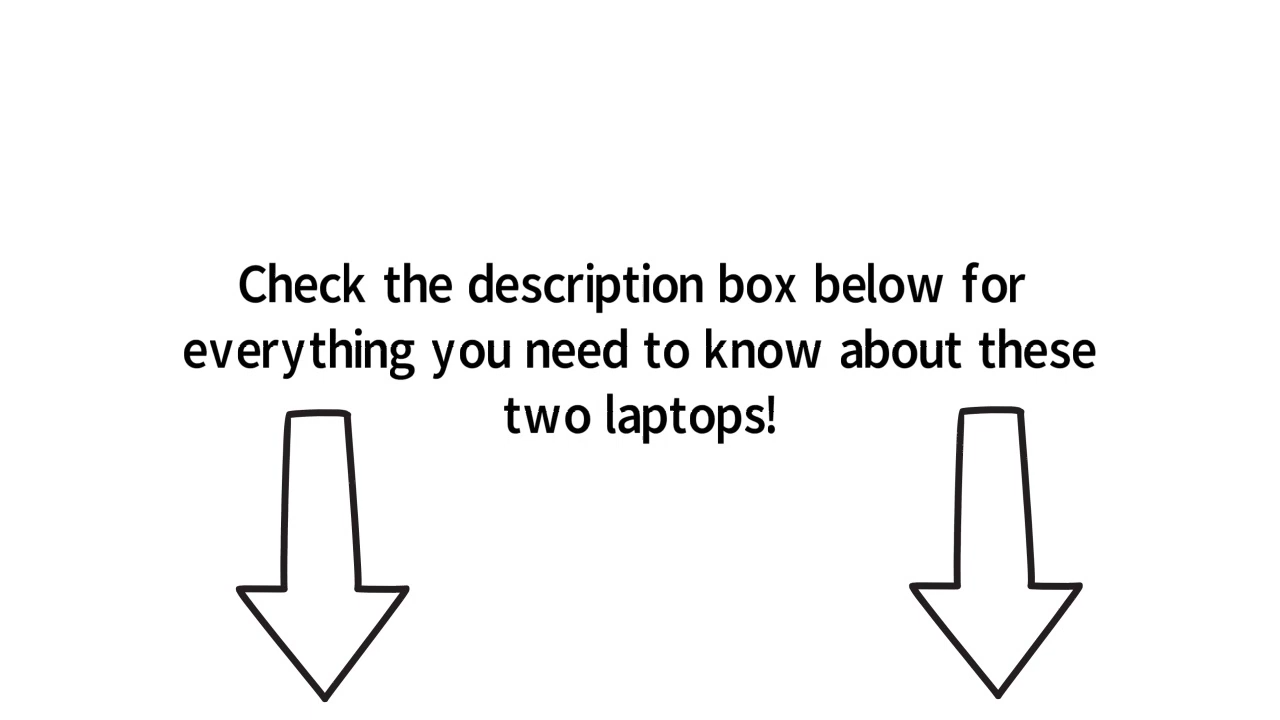 Check the description box below for
everything you need to know about these
two laptops!